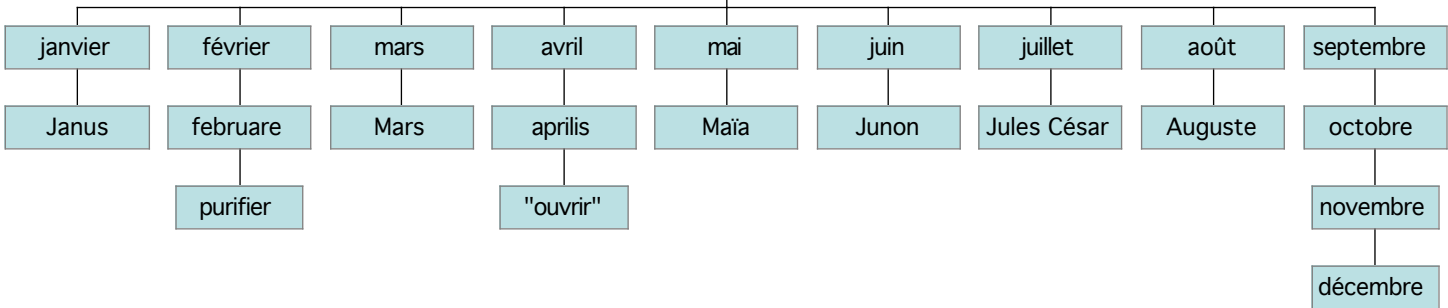 janvier février mars avril mai juin juillet août septembre
Janus februare Mars aprilis Maïa Junon Jules César Auguste octobre
purifier "ouvrir" novembre
décembre